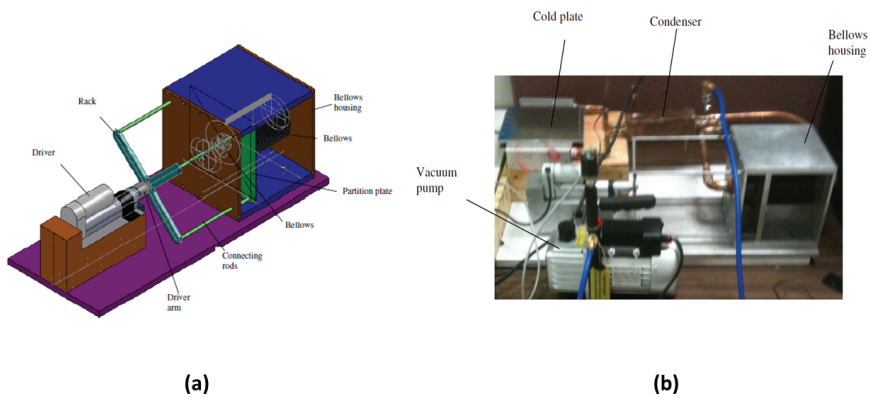 Rack
Driver
Bellows
housing
Bellows
Partition plate
Bellows
Connecting
rods
Driver
arm
(a)
Cold plate
Condenser
Bellows
housing
Vacuum
pump
(b)